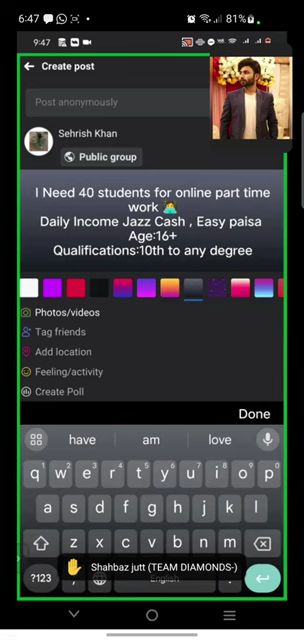 6:47
81%
9:47
Create post
Post anonymously
Sehrish Khan
Public group
I Need 40 students for online part time
work 🧑‍💻
Daily Income Jazz Cash , Easy paisa
Age:16+
Qualifications:10th to any degree
Photos/videos
Tag friends
Add location
Feeling/activity
Create Poll
Done
have am love
q w e r t y u i o p
a s d f g h j k l
z x c v b n m
✋ Shahbaz jutt (TEAM DIAMONDS-)
?123 , English .